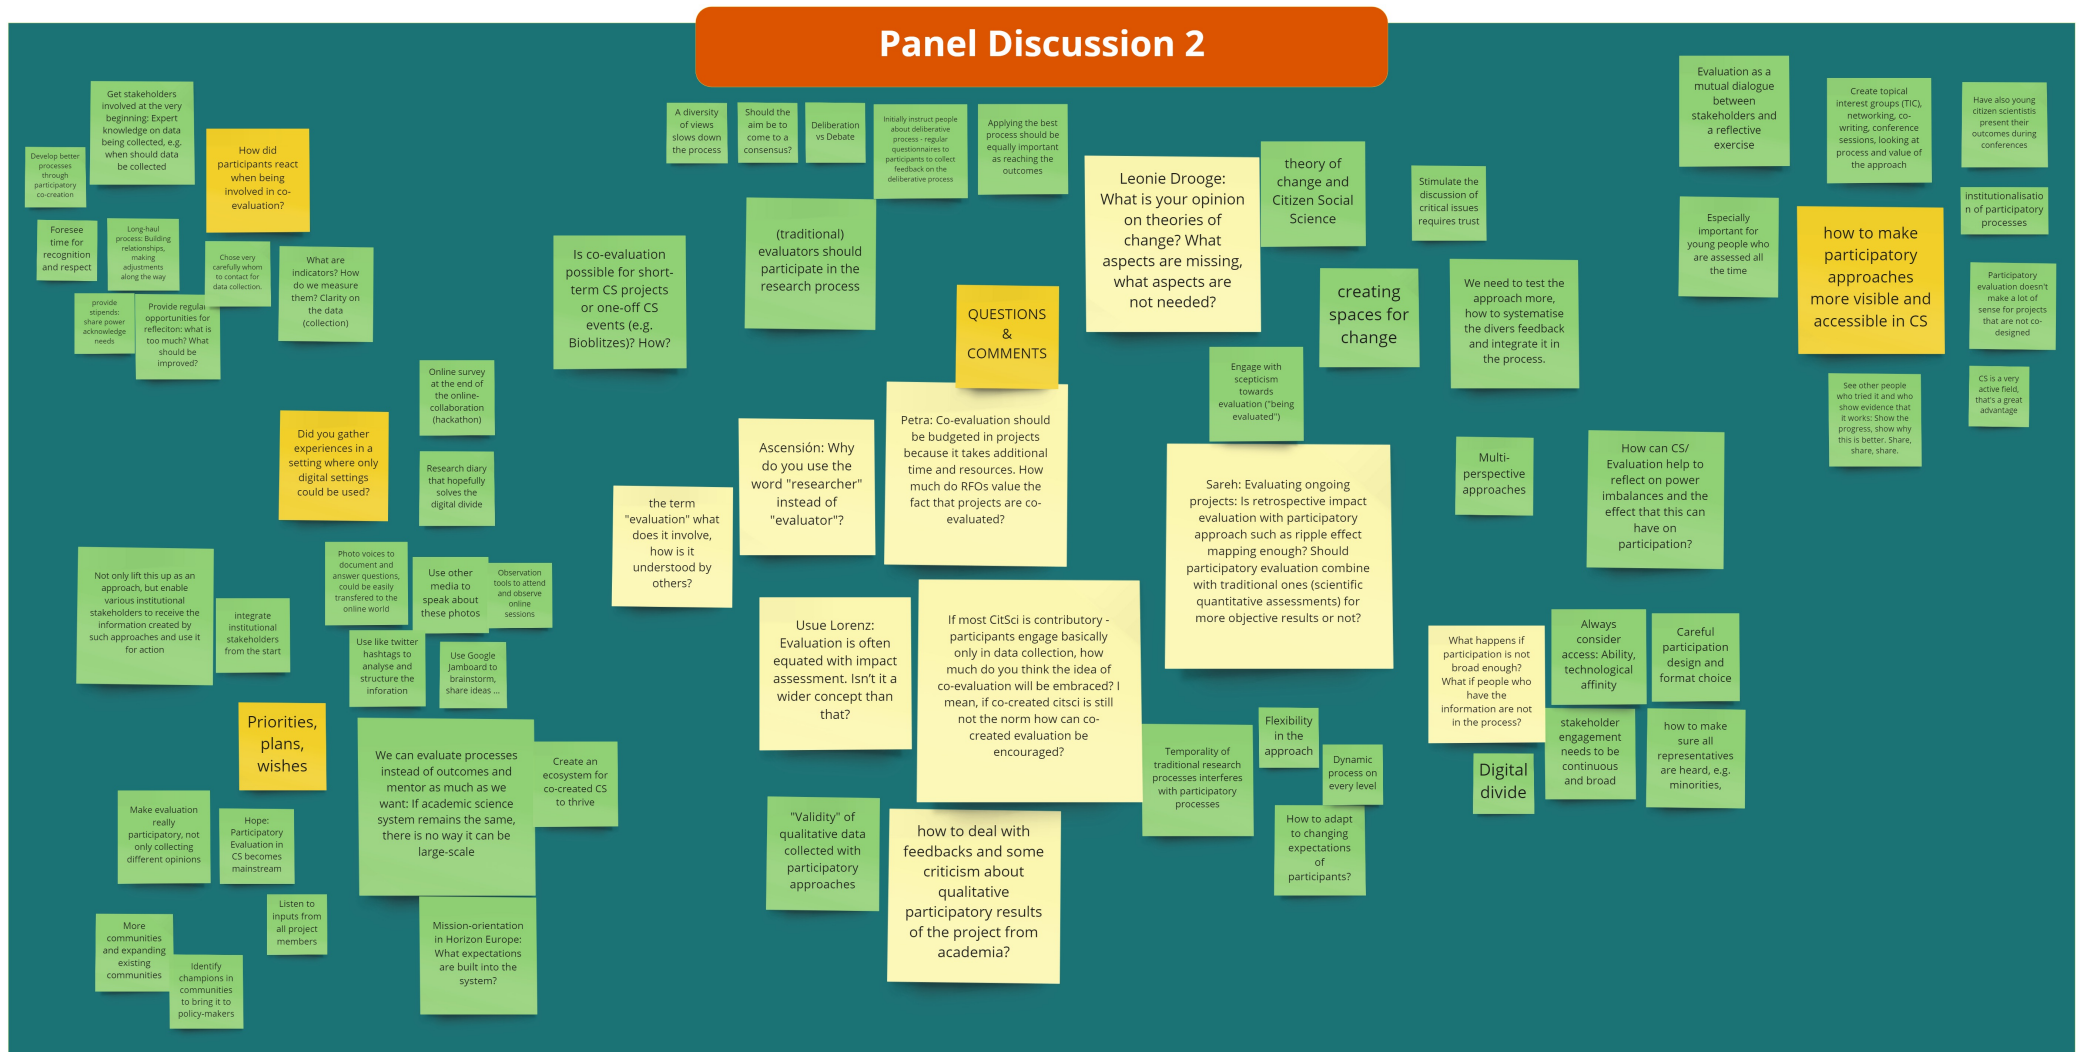 Panel Discussion 2
Get stakeholders
involved at the very
beginning: Expert
knowledge on data
being collected, e.g.
when should data
be collected
Develop better
processes
through
participatory
co-creation
How did
participants react
when being
involved in co-
evaluation?
Foresee
time for
recognition
and respect
Long-haul
process: Building
relationships,
making
adjustments
along the way
Chose very
carefully whom
to contact for
data collection.
What are
indicators? How
do we measure
them? Clarity on
the data
(collection)
provide
stipends:
share power
acknowledge
needs
Provide regular
opportunities for
refleciton: what is
too much? What
should be
improved?
Did you gather
experiences in a
setting where only
digital settings
could be used?
Online survey
at the end of
the online-
collaboration
(hackathon)
Research diary
that hopefully
solves the
digital divide
Photo voices to
document and
answer questions,
could be easily
transfered to the
online world
Use other
media to
speak about
these photos
Observation
tools to attend
and observe
online
sessions
Use like twitter
hashtags to
analyse and
structure the
inforation
Use Google
Jamboard to
brainstorm,
share ideas ...
Not only lift this up as an
approach, but enable
various institutional
stakeholders to receive the
information created by
such approaches and use it
for action
integrate
institutional
stakeholders
from the start
Priorities,
plans,
wishes
We can evaluate processes
instead of outcomes and
mentor as much as we
want: If academic science
system remains the same,
there is no way it can be
large-scale
Create an
ecosystem for
co-created CS
to thrive
Make evaluation
really
participatory, not
only collecting
different opinions
Hope:
Participatory
Evaluation in
CS becomes
mainstream
Listen to
inputs from
all project
members
More
communities
and expanding
existing
communities
Identify
champions in
communities
to bring it to
policy-makers
Mission-orientation
in Horizon Europe:
What expectations
are built into the
system?
A diversity
of views
slows down
the process
Should the
aim be to
come to a
consensus?
Deliberation
vs Debate
Initially instruct people
about deliberative
process - regular
questionnaires to
participants to collect
feedback on the
deliberative process
Applying the best
process should be
equally important
as reaching the
outcomes
Is co-evaluation
possible for short-
term CS projects
or one-off CS
events (e.g.
Bioblitzes)? How?
(traditional)
evaluators should
participate in the
research process
QUESTIONS
&
COMMENTS
Leonie Drooge:
What is your opinion
on theories of
change? What
aspects are missing,
what aspects are
not needed?
theory of
change and
Citizen Social
Science
Stimulate the
discussion of
critical issues
requires trust
creating
spaces for
change
We need to test the
approach more,
how to systematise
the divers feedback
and integrate it in
the process.
Engage with
scepticism
towards
evaluation ("being
evaluated")
Petra: Co-evaluation should
be budgeted in projects
because it takes additional
time and resources. How
much do RFOs value the
fact that projects are co-
evaluated?
Ascensión: Why
do you use the
word "researcher"
instead of
"evaluator"?
the term
"evaluation" what
does it involve,
how is it
understood by
others?
Sareh: Evaluating ongoing
projects: Is retrospective impact
evaluation with participatory
approach such as ripple effect
mapping enough? Should
participatory evaluation combine
with traditional ones (scientific
quantitative assessments) for
more objective results or not?
Multi-
perspective
approaches
How can CS/
Evaluation help to
reflect on power
imbalances and the
effect that this can
have on
participation?
Usue Lorenz:
Evaluation is often
equated with impact
assessment. Isn't it a
wider concept than
that?
If most CitSci is contributory -
participants engage basically
only in data collection, how
much do you think the idea of
co-evaluation will be embraced? I
mean, if co-created citsci is still
not the norm how can co-
created evaluation be
encouraged?
"Validity" of
qualitative data
collected with
participatory
approaches
how to deal with
feedbacks and some
criticism about
qualitative
participatory results
of the project from
academia?
Temporality of
traditional research
processes interferes
with participatory
processes
Flexibility
in the
approach
Dynamic
process on
every level
How to adapt
to changing
expectations
of
participants?
What happens if
participation is not
broad enough?
What if people who
have the
information are not
in the process?
Always
consider
access: Ability,
technological
affinity
Careful
participation
design and
format choice
stakeholder
engagement
needs to be
continuous
and broad
how to make
sure all
representatives
are heard, e.g.
minorities,
Digital
divide
Evaluation as a
mutual dialogue
between
stakeholders and
a reflective
exercise
Create topical
interest groups (TIC),
networking, co-
writing, conference
sessions, looking at
process and value of
the approach
Have also young
citizen scientistis
present their
outcomes during
conferences
Especially
important for
young people who
are assessed all
the time
how to make
participatory
approaches
more visible and
accessible in CS
institutionalisatio
n of participatory
processes
Participatory
evaluation doesn't
make a lot of
sense for projects
that are not co-
designed
See other people
who tried it and who
show evidence that
it works: Show the
progress, show why
this is better. Share,
share, share.
CS is a very
active field,
that's a great
advantage